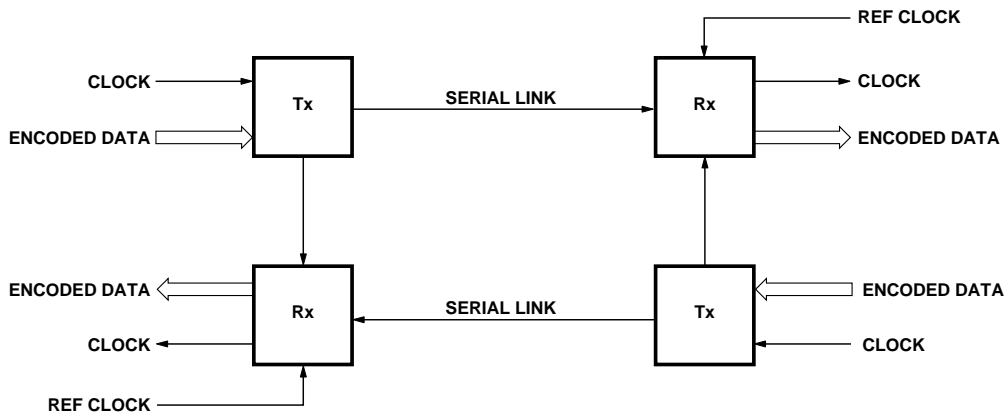 REF CLOCK
CLOCK
Tx
SERIAL LINK
Rx
CLOCK
ENCODED DATA
ENCODED DATA
ENCODED DATA
Rx
SERIAL LINK
Tx
ENCODED DATA
CLOCK
CLOCK
REF CLOCK